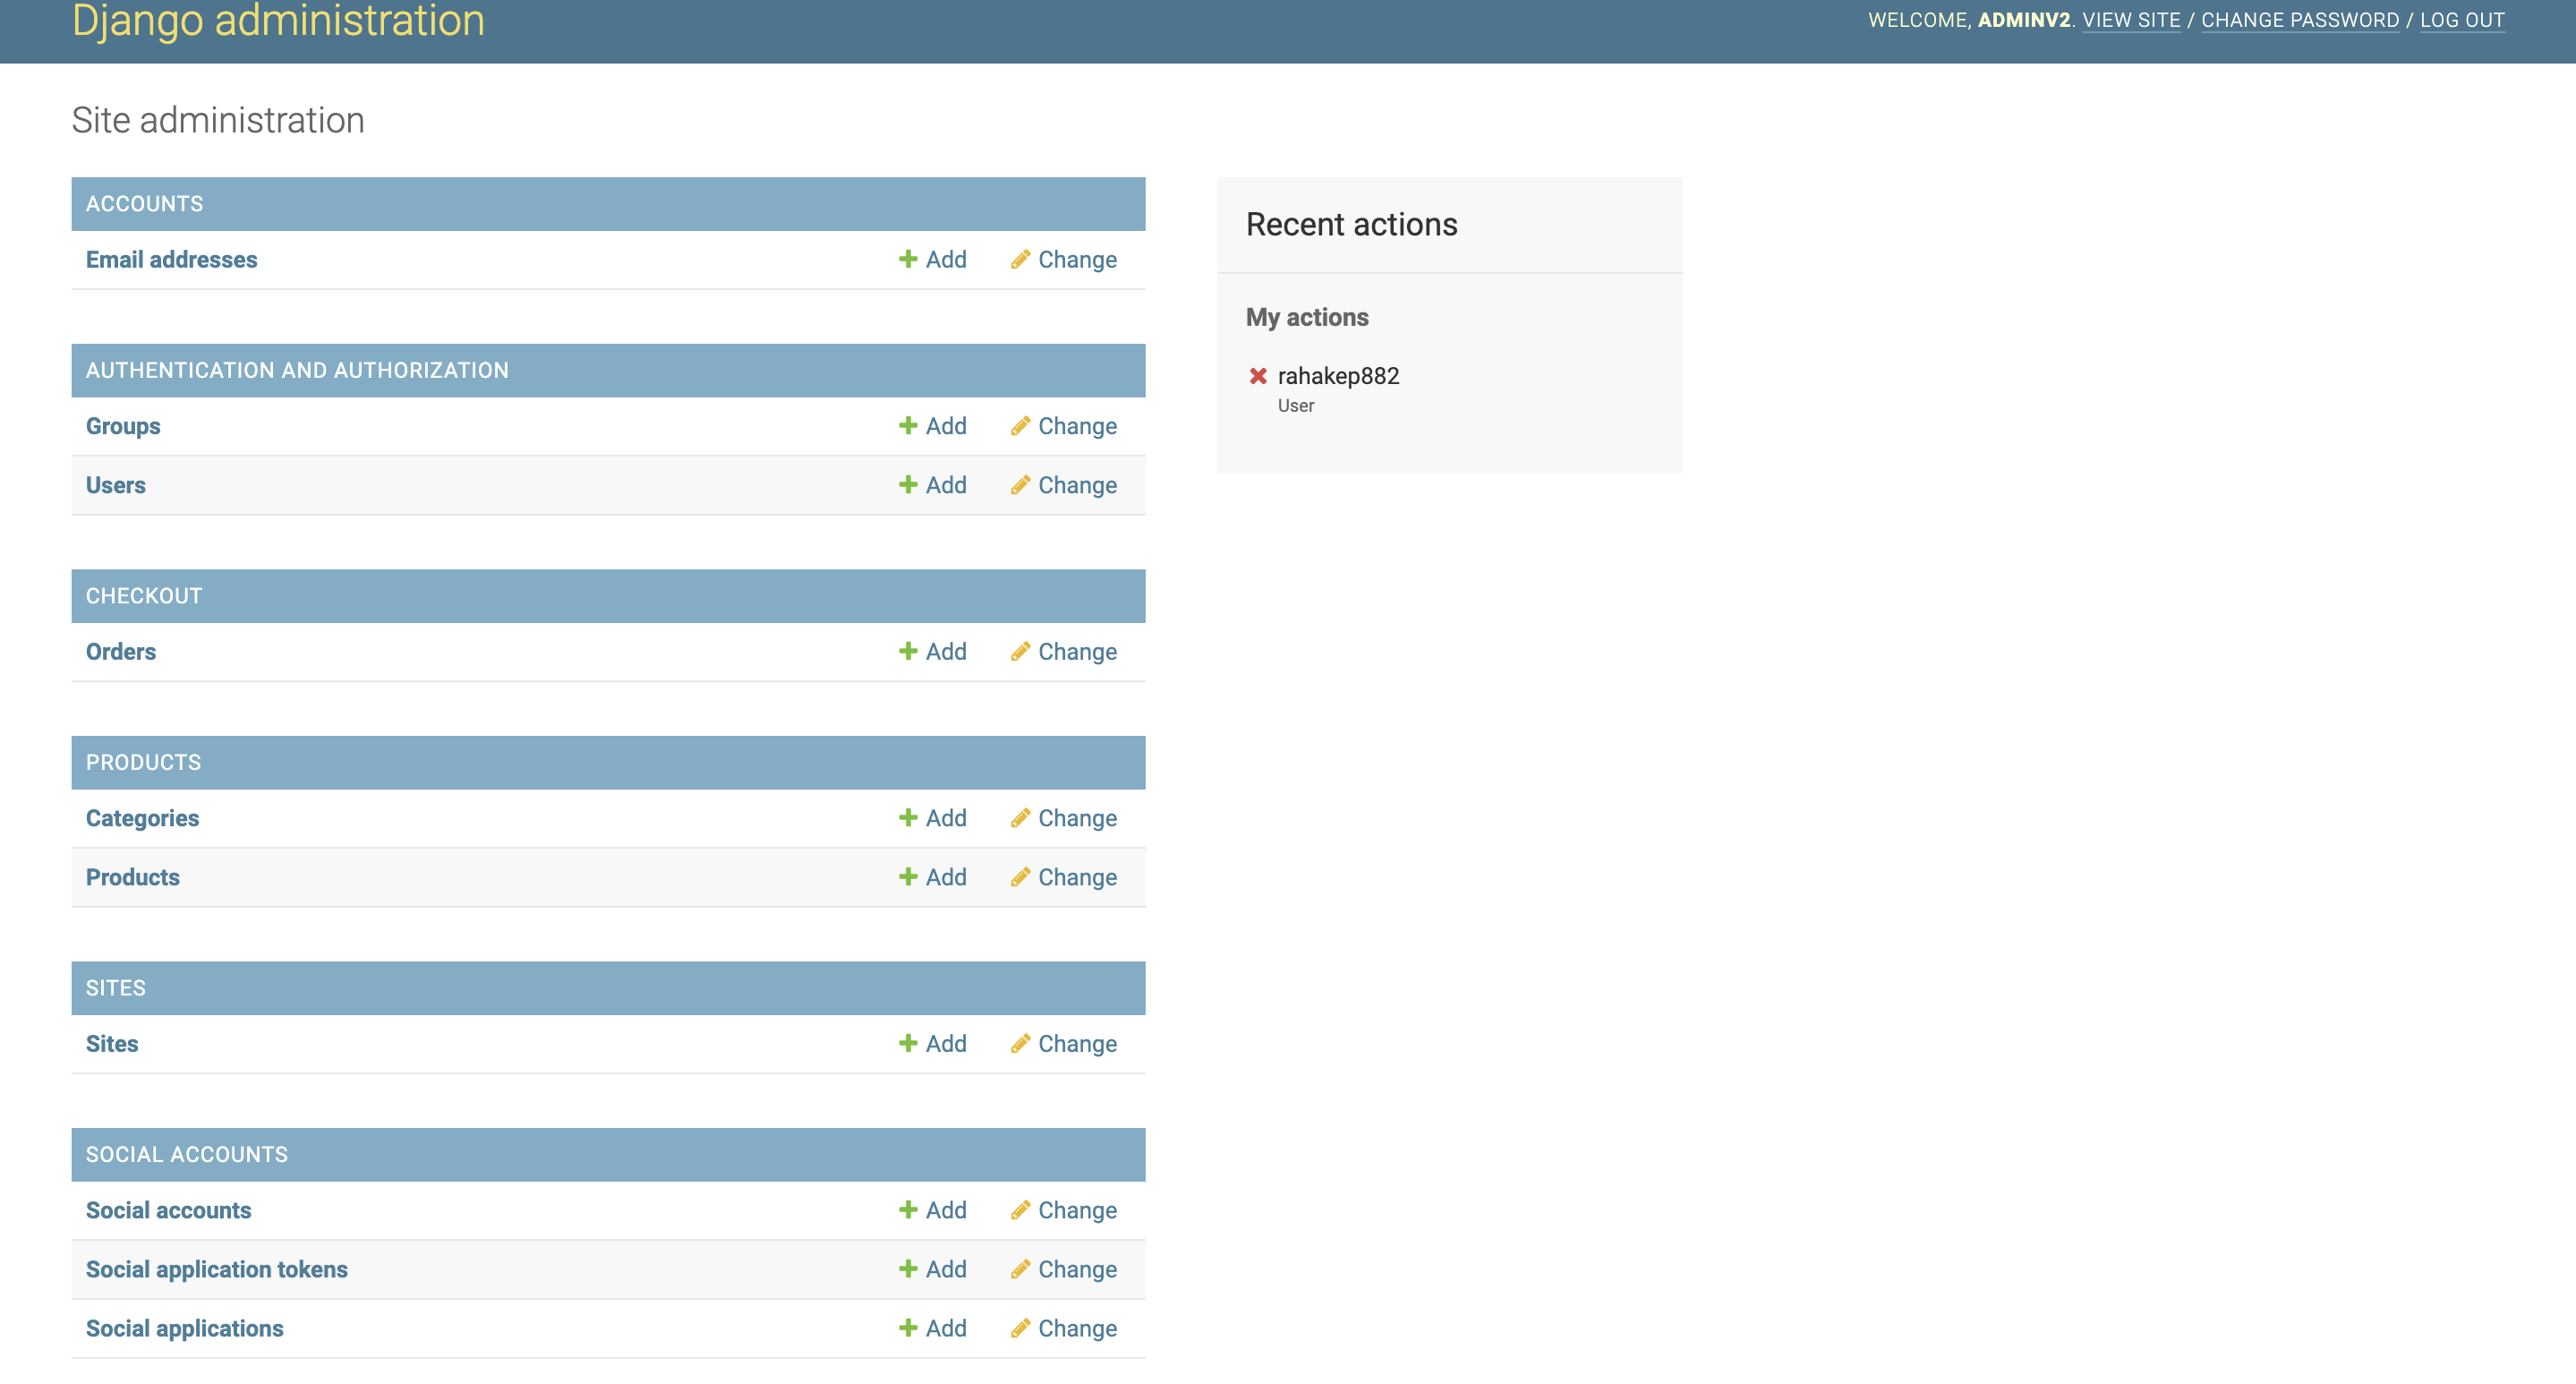 Django administration
WELCOME, ADMINV2. VIEW SITE / CHANGE PASSWORD / LOG OUT
Site administration
ACCOUNTS
Email addresses Add Change
AUTHENTICATION AND AUTHORIZATION
Groups Add Change
Users Add Change
CHECKOUT
Orders Add Change
PRODUCTS
Categories Add Change
Products Add Change
SITES
Sites Add Change
SOCIAL ACCOUNTS
Social accounts Add Change
Social application tokens Add Change
Social applications Add Change
Recent actions
My actions
rahakep882
User